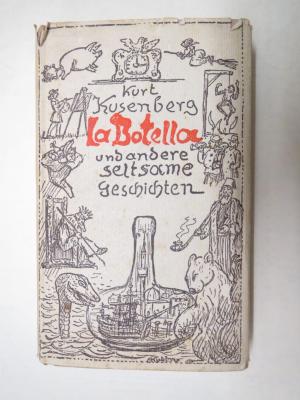 Kurt
Kusenberg
la Botella
und andere
seltsame
Geschichten